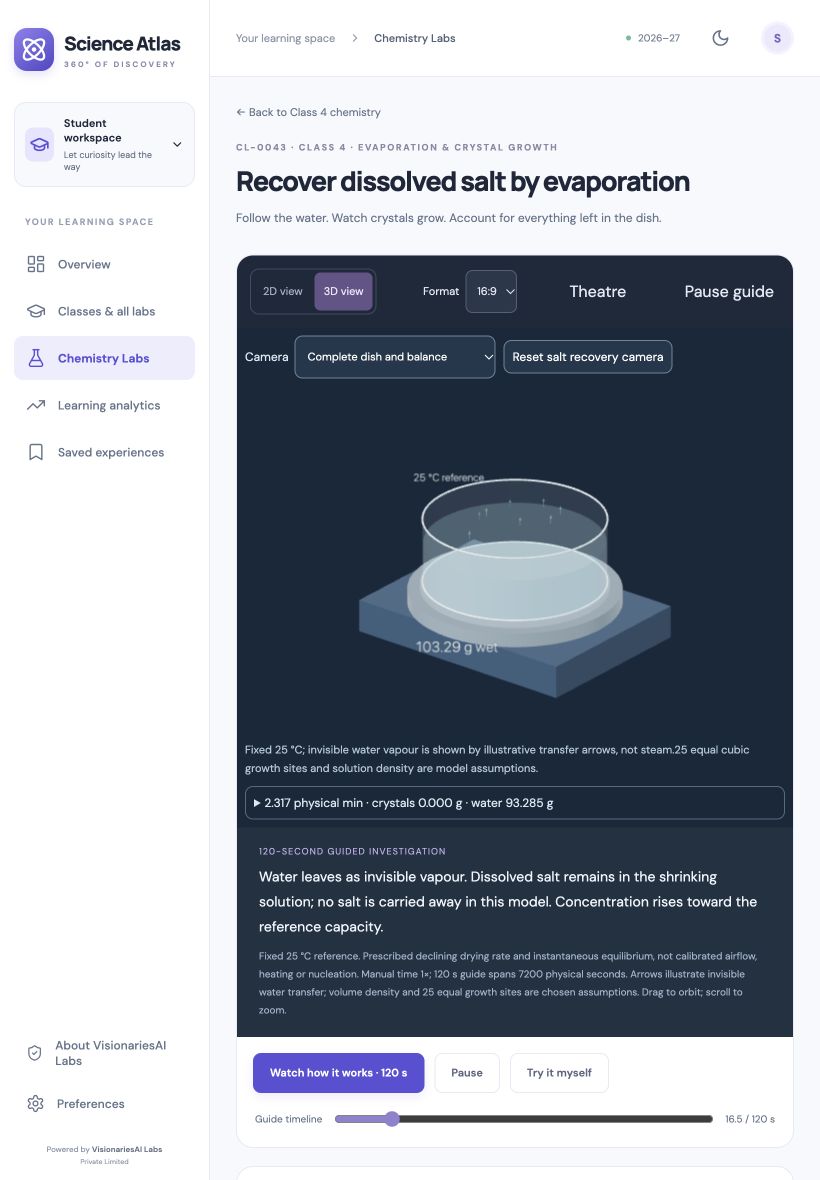 Science Atlas
360° OF DISCOVERY
Student
workspace
Let curiosity lead the
way
YOUR LEARNING SPACE
Overview
Classes & all labs
Chemistry Labs
Learning analytics
Saved experiences
About VisionariesAI
Labs
Preferences
Powered by VisionariesAI Labs
Private Limited
Your learning space > Chemistry Labs
2026–27
S
← Back to Class 4 chemistry
CL-0043 · CLASS 4 · EVAPORATION & CRYSTAL GROWTH
Recover dissolved salt by evaporation
Follow the water. Watch crystals grow. Account for everything left in the dish.
2D view 3D view Format 16:9 Theatre Pause guide
Camera Complete dish and balance Reset salt recovery camera
25 °C reference
103.29 g wet
Fixed 25 °C; invisible water vapour is shown by illustrative transfer arrows, not steam.25 equal cubic
growth sites and solution density are model assumptions.
▶ 2.317 physical min · crystals 0.000 g · water 93.285 g
120-SECOND GUIDED INVESTIGATION
Water leaves as invisible vapour. Dissolved salt remains in the shrinking
solution; no salt is carried away in this model. Concentration rises toward the
reference capacity.
Fixed 25 °C reference. Prescribed declining drying rate and instantaneous equilibrium, not calibrated airflow,
heating or nucleation. Manual time 1×; 120 s guide spans 7200 physical seconds. Arrows illustrate invisible
water transfer; volume density and 25 equal growth sites are chosen assumptions. Drag to orbit; scroll to
zoom.
Watch how it works · 120 s Pause Try it myself
Guide timeline 16.5 / 120 s